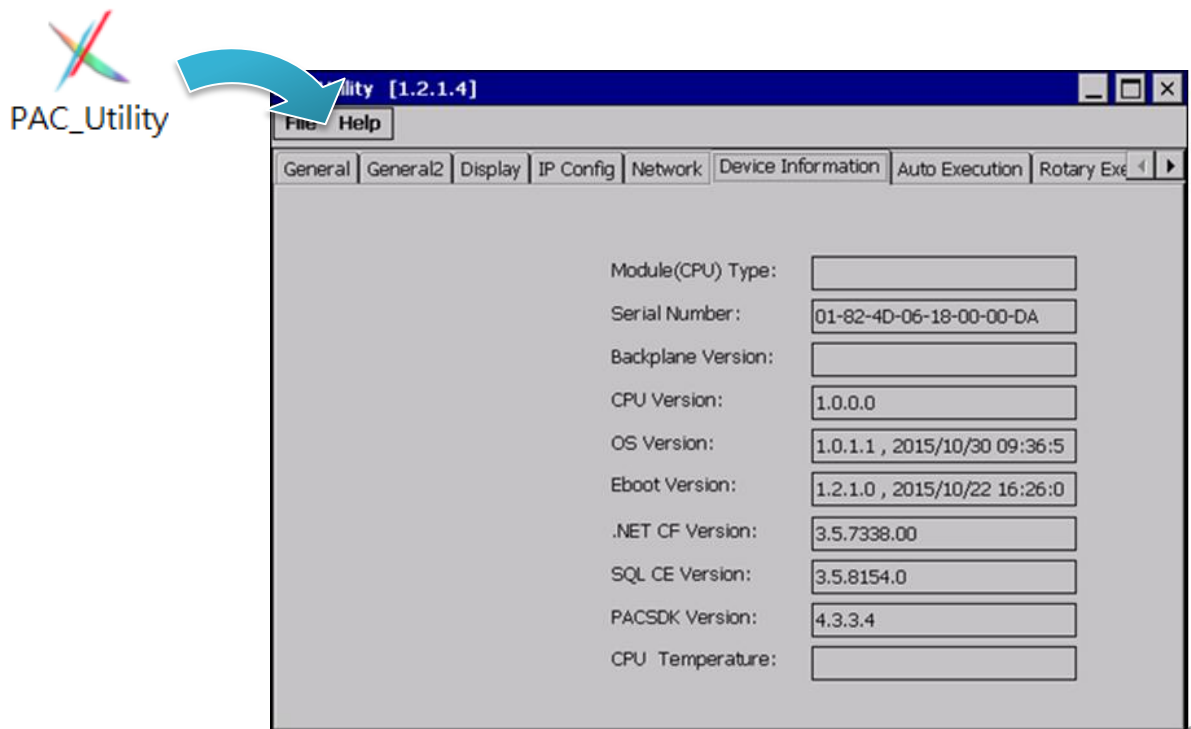 PAC_Utility
lity [1.2.1.4]
File Help
General General2 Display IP Config Network Device Information Auto Execution Rotary Exe
Module(CPU) Type:
Serial Number: 01-82-4D-06-18-00-00-DA
Backplane Version:
CPU Version: 1.0.0.0
OS Version: 1.0.1.1 , 2015/10/30 09:36:5
Eboot Version: 1.2.1.0 , 2015/10/22 16:26:0
.NET CF Version: 3.5.7338.00
SQL CE Version: 3.5.8154.0
PACSDK Version: 4.3.3.4
CPU Temperature: